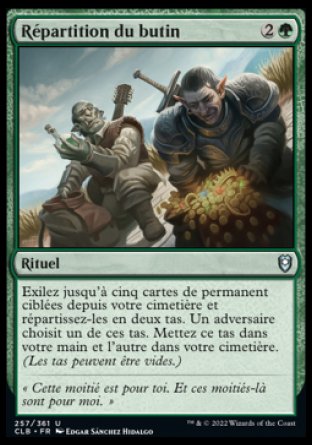 Répartition du butin 2
Rituel
Exilez jusqu'à cinq cartes de permanent
ciblées depuis votre cimetière et
répartissez-les en deux tas. Un adversaire
choisit un de ces tas. Mettez ce tas dans
votre main et l'autre dans votre cimetière.
(Les tas peuvent être vides.)
« Cette moitié est pour toi. Et ces moitiés-là
sont pour moi. »
257/361 U
CLB • FR Edgar Sánchez Hidalgo
™ & © 2022 Wizards of the Coast